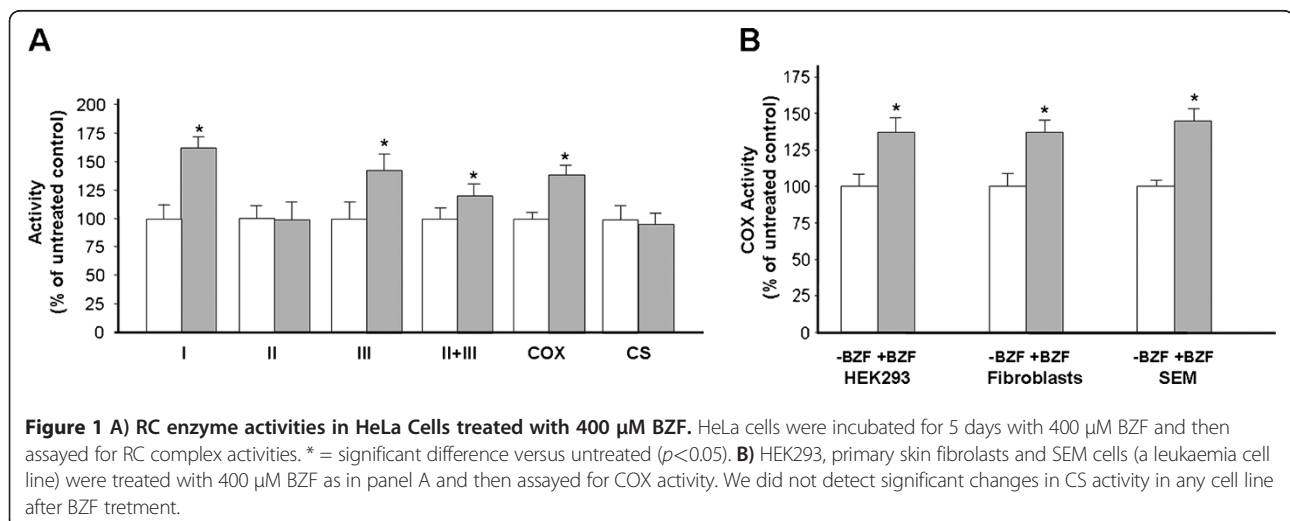 A
B
Activity
(% of untreated control)
200
175
150
125
100
75
50
25
0
*
*
*
*
I
II
III
II+III
COX
CS
COX Activity
(% of untreated control)
175
150
125
100
75
50
25
0
*
*
*
-BZF +BZF
HEK293
-BZF +BZF
Fibroblasts
-BZF +BZF
SEM
Figure 1 A) RC enzyme activities in HeLa Cells treated with 400 μM BZF. HeLa cells were incubated for 5 days with 400 μM BZF and then
assayed for RC complex activities. * = significant difference versus untreated (p<0.05). B) HEK293, primary skin fibrolasts and SEM cells (a leukaemia cell
line) were treated with 400 μM BZF as in panel A and then assayed for COX activity. We did not detect significant changes in CS activity in any cell line
after BZF tretment.